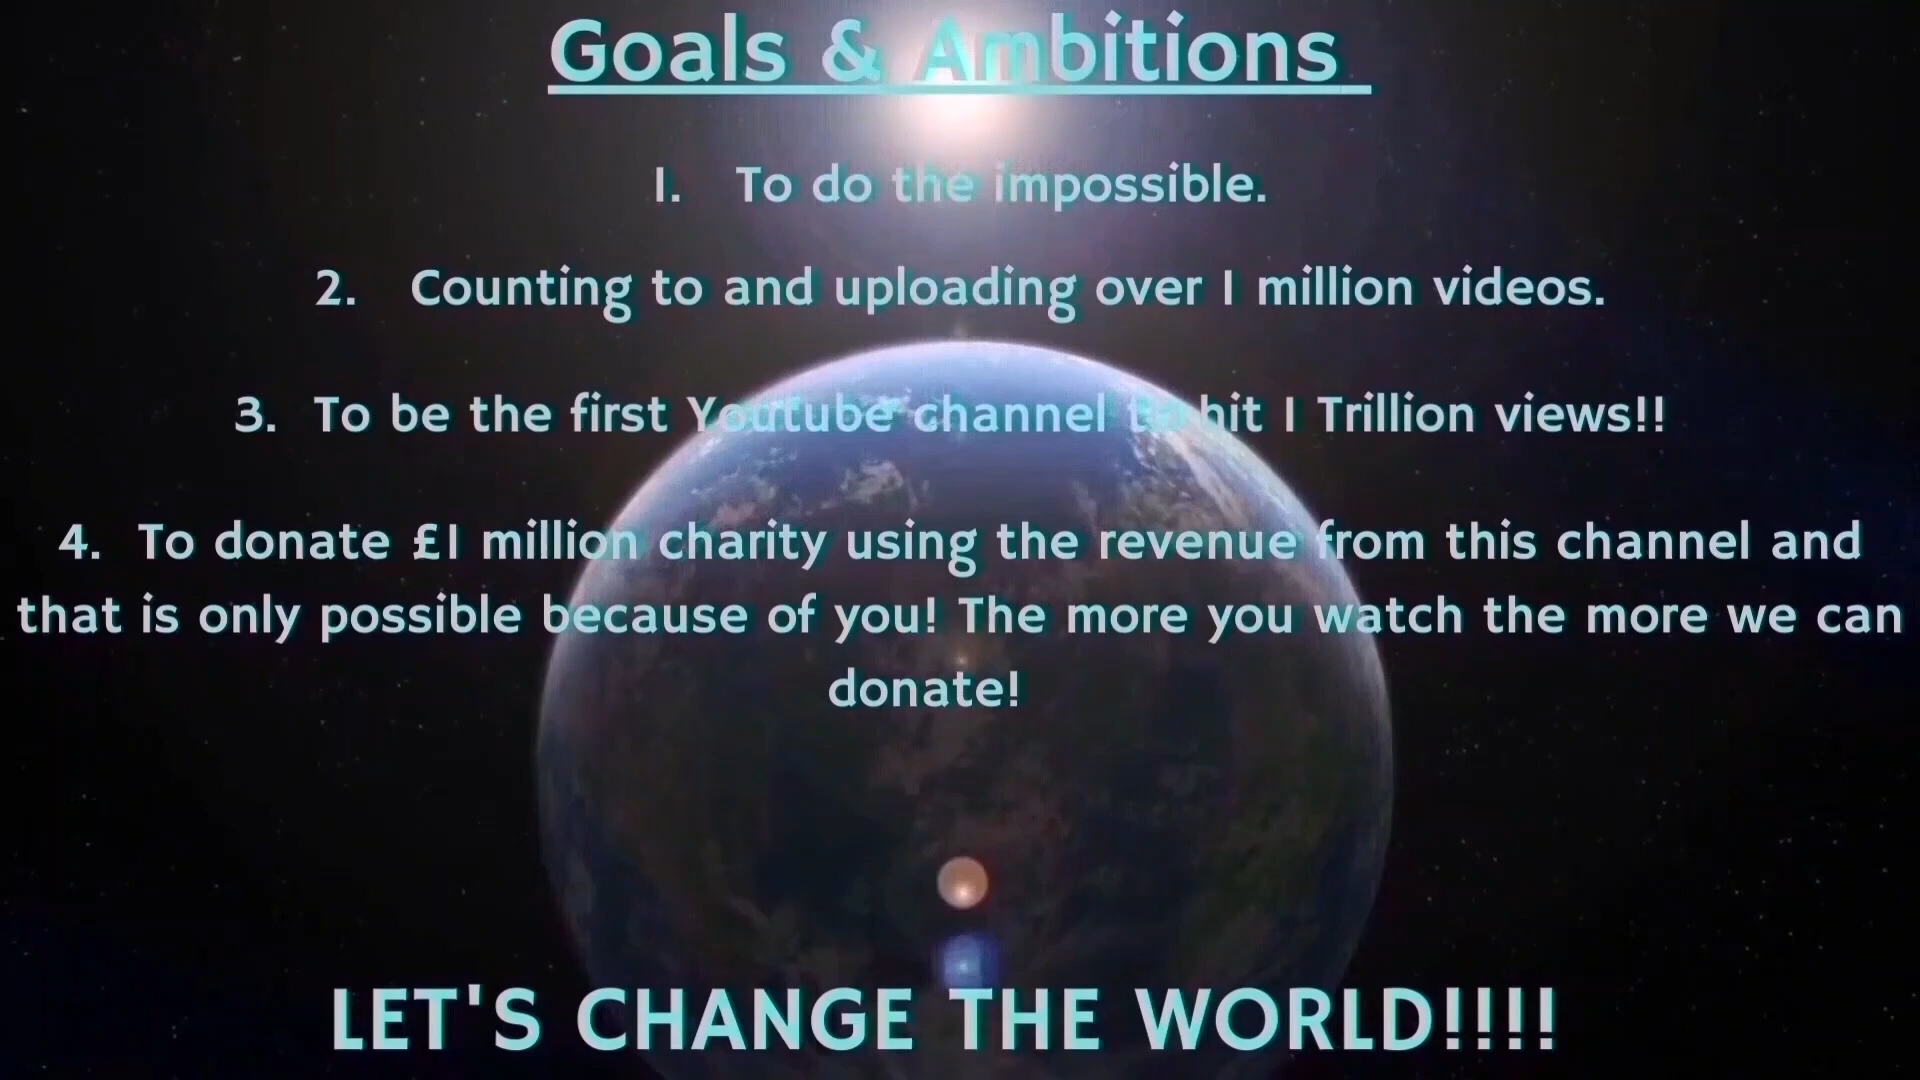 Goals & Ambitions
1. To do the impossible.
2. Counting to and uploading over 1 million videos.
3. To be the first Youtube channel to hit 1 Trillion views!!
4. To donate £1 million charity using the revenue from this channel and
that is only possible because of you! The more you watch the more we can
donate!
LET'S CHANGE THE WORLD!!!!